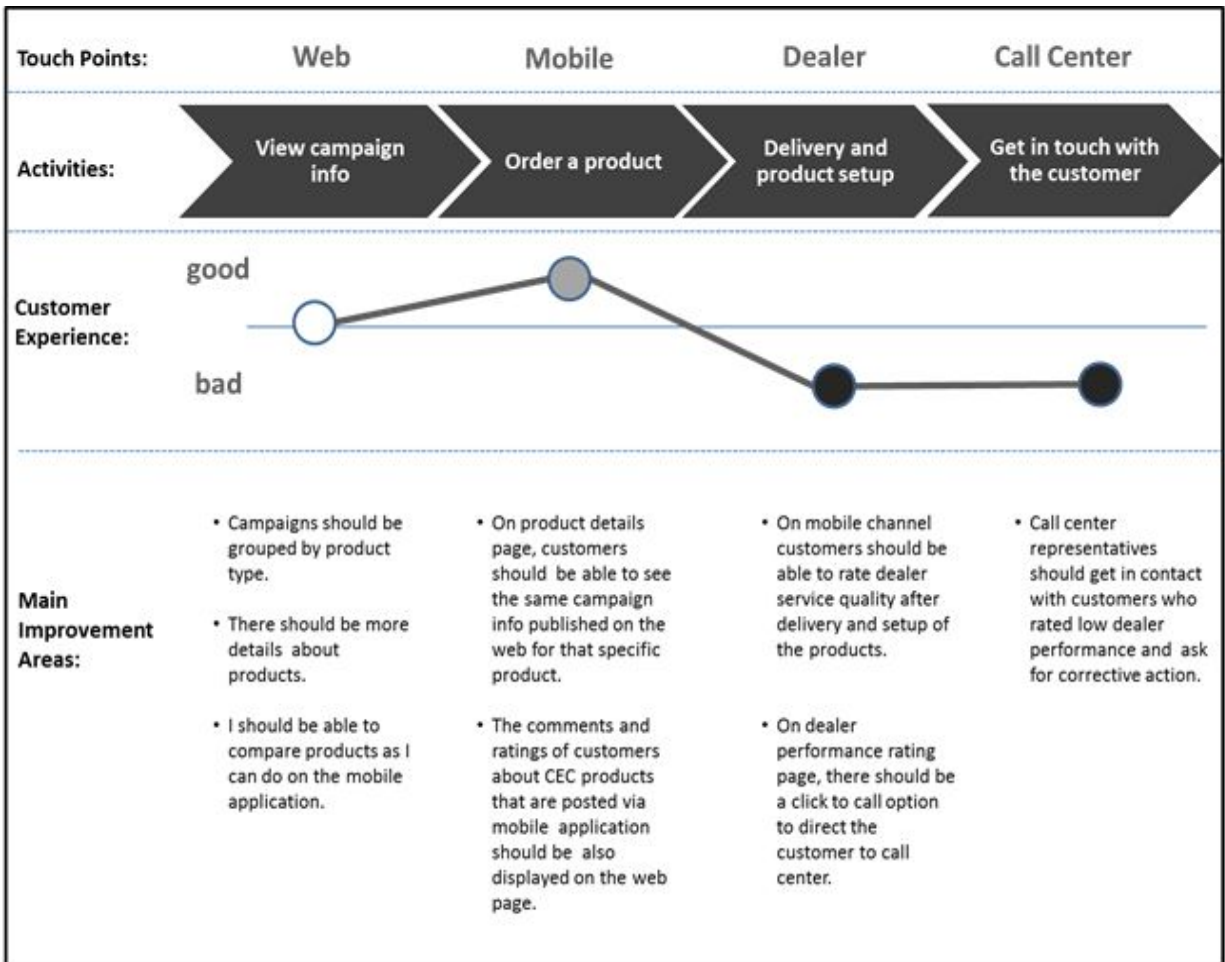 Touch Points:
Web
Mobile
Dealer
Call Center
Activities:
View campaign
info
Order a product
Delivery and
product setup
Get in touch with
the customer
Customer
Experience:
good
bad
Main
Improvement
Areas:
• Campaigns should be
grouped by product
type.
• There should be more
details about
products.
• I should be able to
compare products as I
can do on the mobile
application.
• On product details
page, customers
should be able to see
the same campaign
info published on the
web for that specific
product.
• The comments and
ratings of customers
about CEC products
that are posted via
mobile application
should be also
displayed on the web
page.
• On mobile channel
customers should be
able to rate dealer
service quality after
delivery and setup of
the products.
• On dealer
performance rating
page, there should be
a click to call option
to direct the
customer to call
center.
• Call center
representatives
should get in contact
with customers who
rated low dealer
performance and ask
for corrective action.